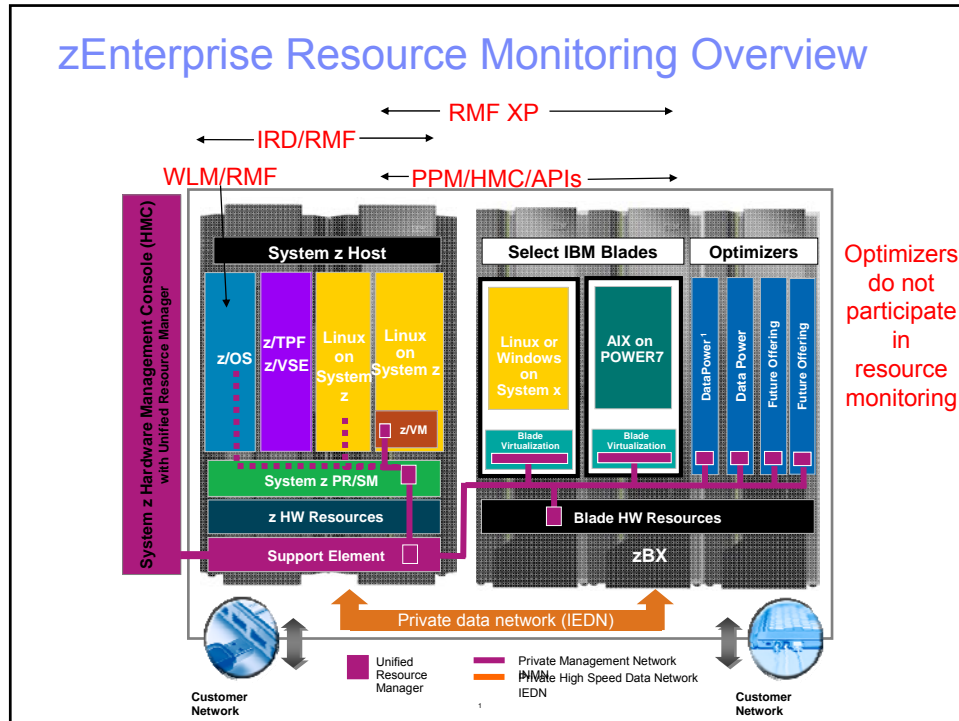 zEnterprise Resource Monitoring Overview
RMF XP
IRD/RMF
WLM/RMF
PPM/HMC/APIs
System z Hardware Management Console (HMC)
with Unified Resource Manager
System z Host
Select IBM Blades
Optimizers
z/OS
z/TPF
z/VSE
Linux
on
System
z
Linux
on
System z
z/VM
Linux or
Windows
on
System x
AIX on
POWER7
Blade
Virtualization
Blade
Virtualization
DataPower 1
Data Power
Future Offering
Future Offering
Optimizers
do not
participate
in
resource
monitoring
System z PR/SM
z HW Resources
Support Element
Blade HW Resources
zBX
Private data network (IEDN)
Customer
Network
Unified
Resource
Manager
Private Management Network
INMN
Private High Speed Data Network
IEDN
Customer
Network
1